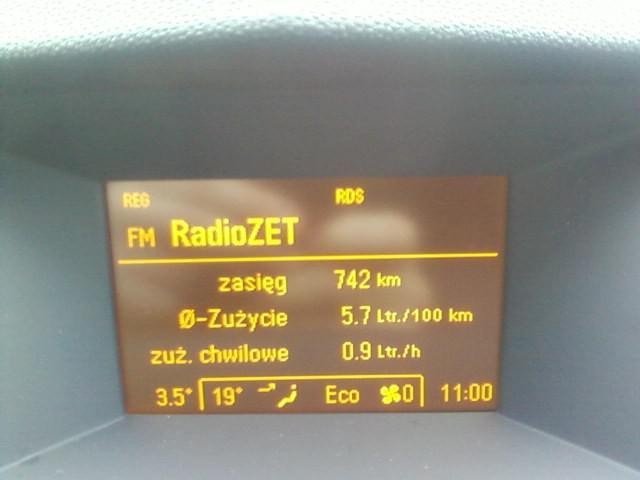 REG RDS
FM RadioZET
zasięg 742 km
Ø-Zużycie 5.7 Ltr./100 km
zuż. chwilowe 0.9 Ltr./h
3.5° 19° Eco 0 11:00